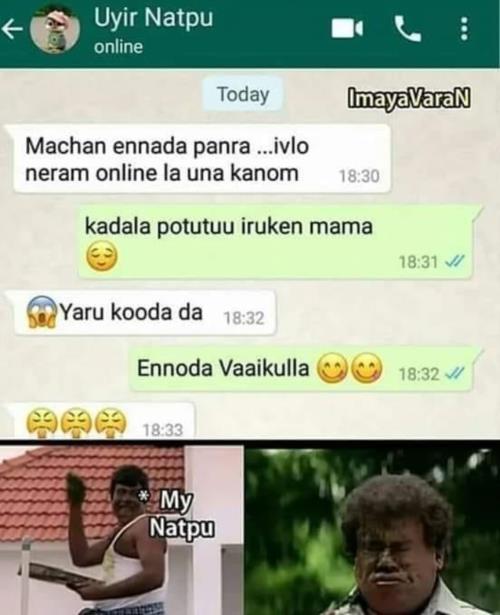 Uyir Natpu
online
Today
ImayaVaraN
Machan ennada panra ...ivlo
neram online la una kanom 18:30
kadala potutuu iruken mama
😌 18:31
😱Yaru kooda da 18:32
Ennoda Vaaikulla 😋😋 18:32
😤😤😤 18:33
* My
Natpu